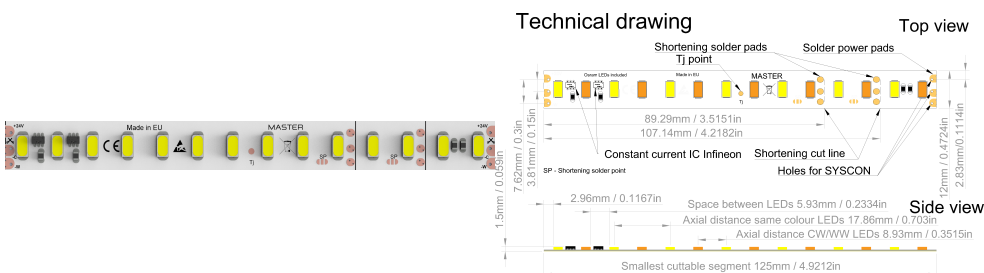 +24V
Made in EU
MASTER
+24V
CE
Tj
SP
SP
-W
-W
Technical drawing
Top view
Shortening solder pads
Solder power pads
Tj point
Osram LEDs included
Made in EU
MASTER
Tj
89.29mm / 3.5151in
107.14mm / 4.2182in
7.62mm / 0.3in
3.81mm / 0.15in
12mm / 0.4724in
2.83mm/0.1114in
Constant current IC Infineon
Shortening cut line
Holes for SYSCON
SP - Shortening solder point
1.5mm / 0.059in
2.96mm / 0.1167in
Space between LEDs 5.93mm / 0.2334in
Side view
Axial distance same colour LEDs 17.86mm / 0.703in
Axial distance CW/WW LEDs 8.93mm / 0.3515in
Smallest cuttable segment 125mm / 4.9212in